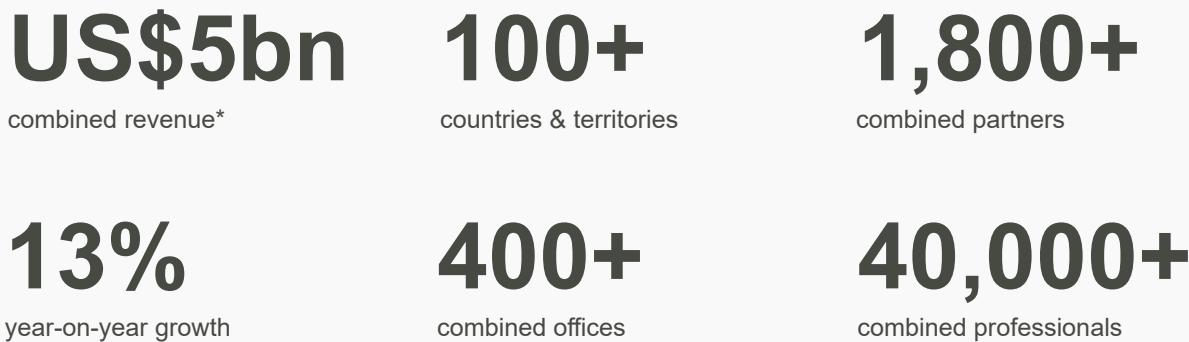 US$5bn 100+ 1,800+
combined revenue* countries & territories combined partners
13% 400+ 40,000+
year-on-year growth combined offices combined professionals